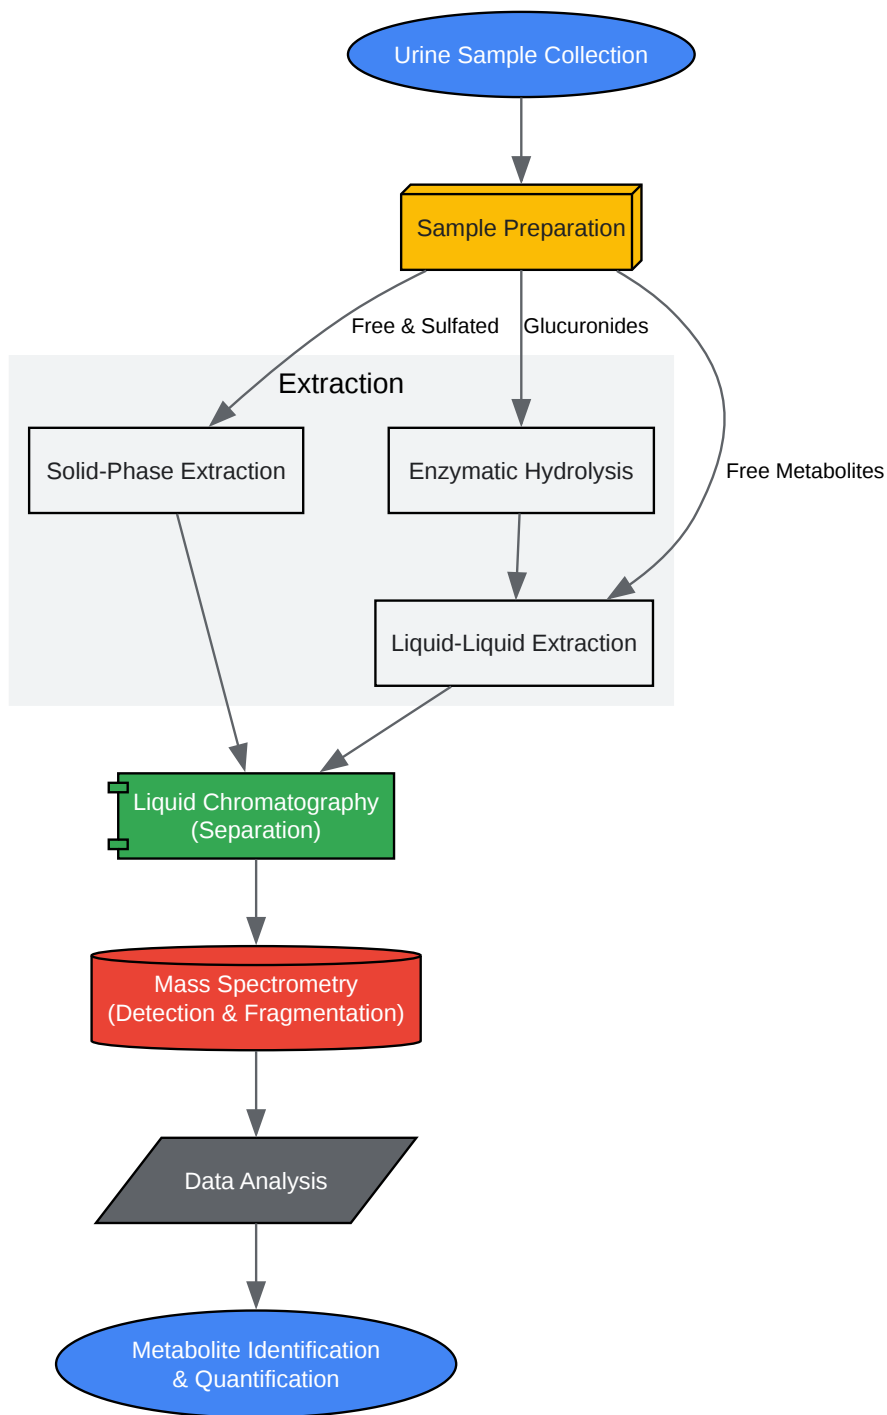 Urine Sample Collection
Sample Preparation
Free & Sulfated
Glucuronides
Extraction
Solid-Phase Extraction
Enzymatic Hydrolysis
Free Metabolites
Liquid-Liquid Extraction
Liquid Chromatography
(Separation)
Mass Spectrometry
(Detection & Fragmentation)
Data Analysis
Metabolite Identification
& Quantification